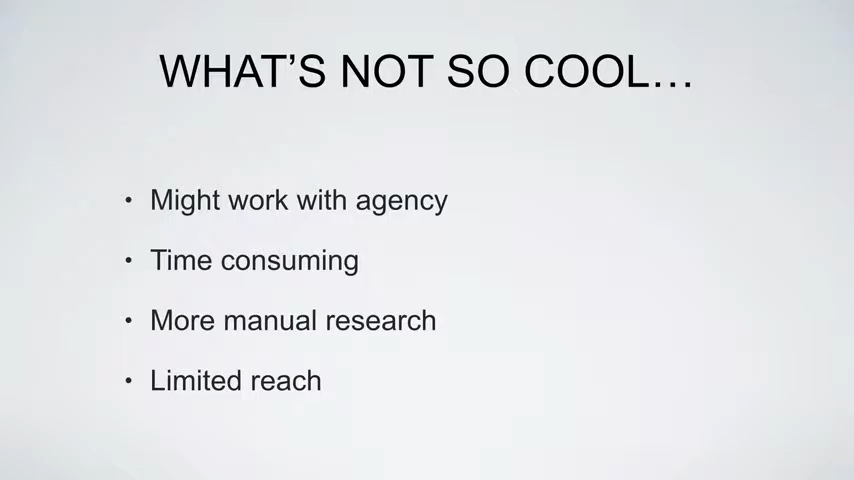 WHAT’S NOT SO COOL…
• Might work with agency
• Time consuming
• More manual research
• Limited reach